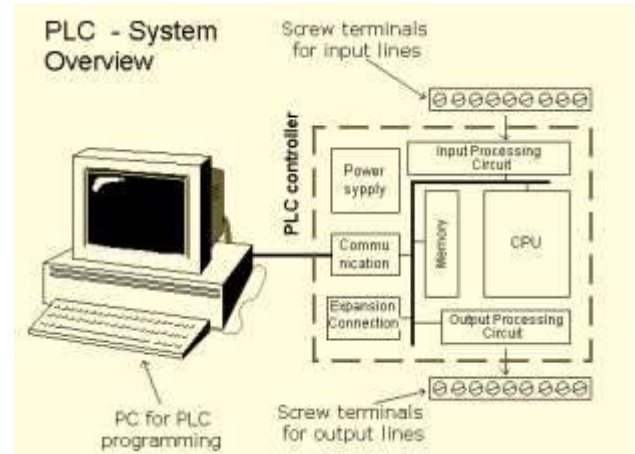 PLC - System
Overview
Screw terminals
for input lines
PLC controller
Input Processing
Circuit
Power
sypply
Commu
nication
Memory
CPU
Expansion
Connection
Output Processing
Circuit
PC for PLC
programming
Screw terminals
for output lines